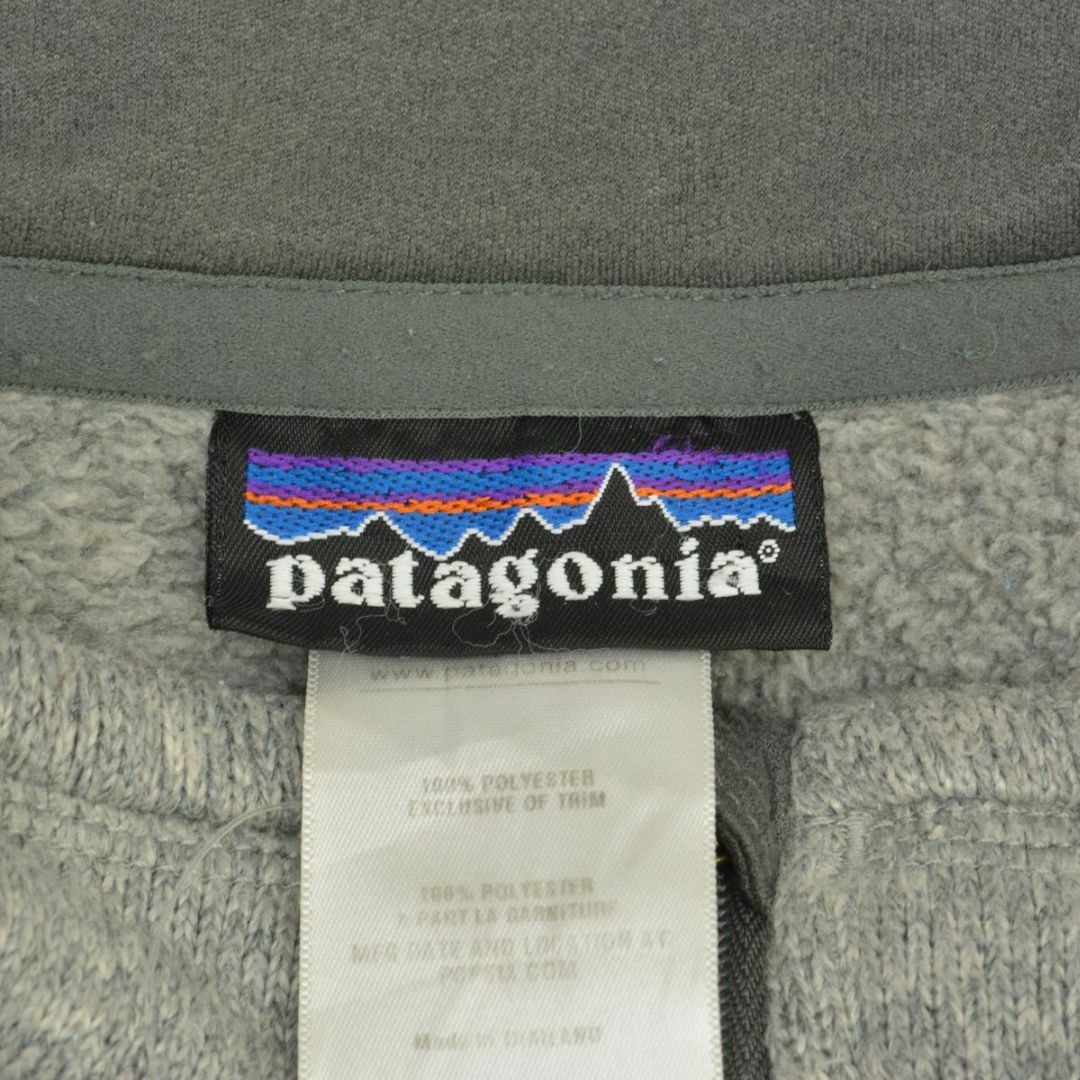 patagonia®
www.patagonia.com
100% POLYESTER
EXCLUSIVE OF TRIM
100% POLYESTER
À PART LA GARNITURE
MFG DATE AND LOCATION AT:
Made in THAILAND